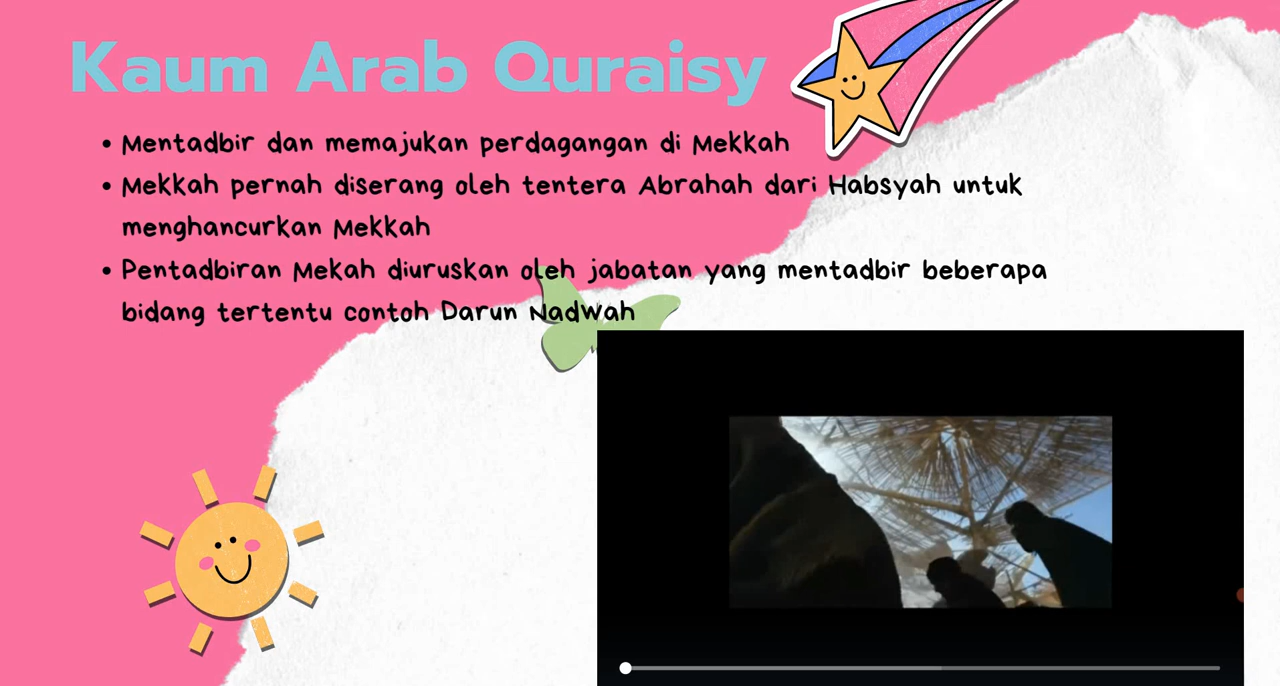 Kaum Arab Quraisy
• Mentadbir dan memajukan perdagangan di Mekkah
• Mekkah pernah diserang oleh tentera Abrahah dari Habsyah untuk
menghancurkan Mekkah
• Pentadbiran Mekah diuruskan oleh jabatan yang mentadbir beberapa
bidang tertentu contoh Darun Nadwah